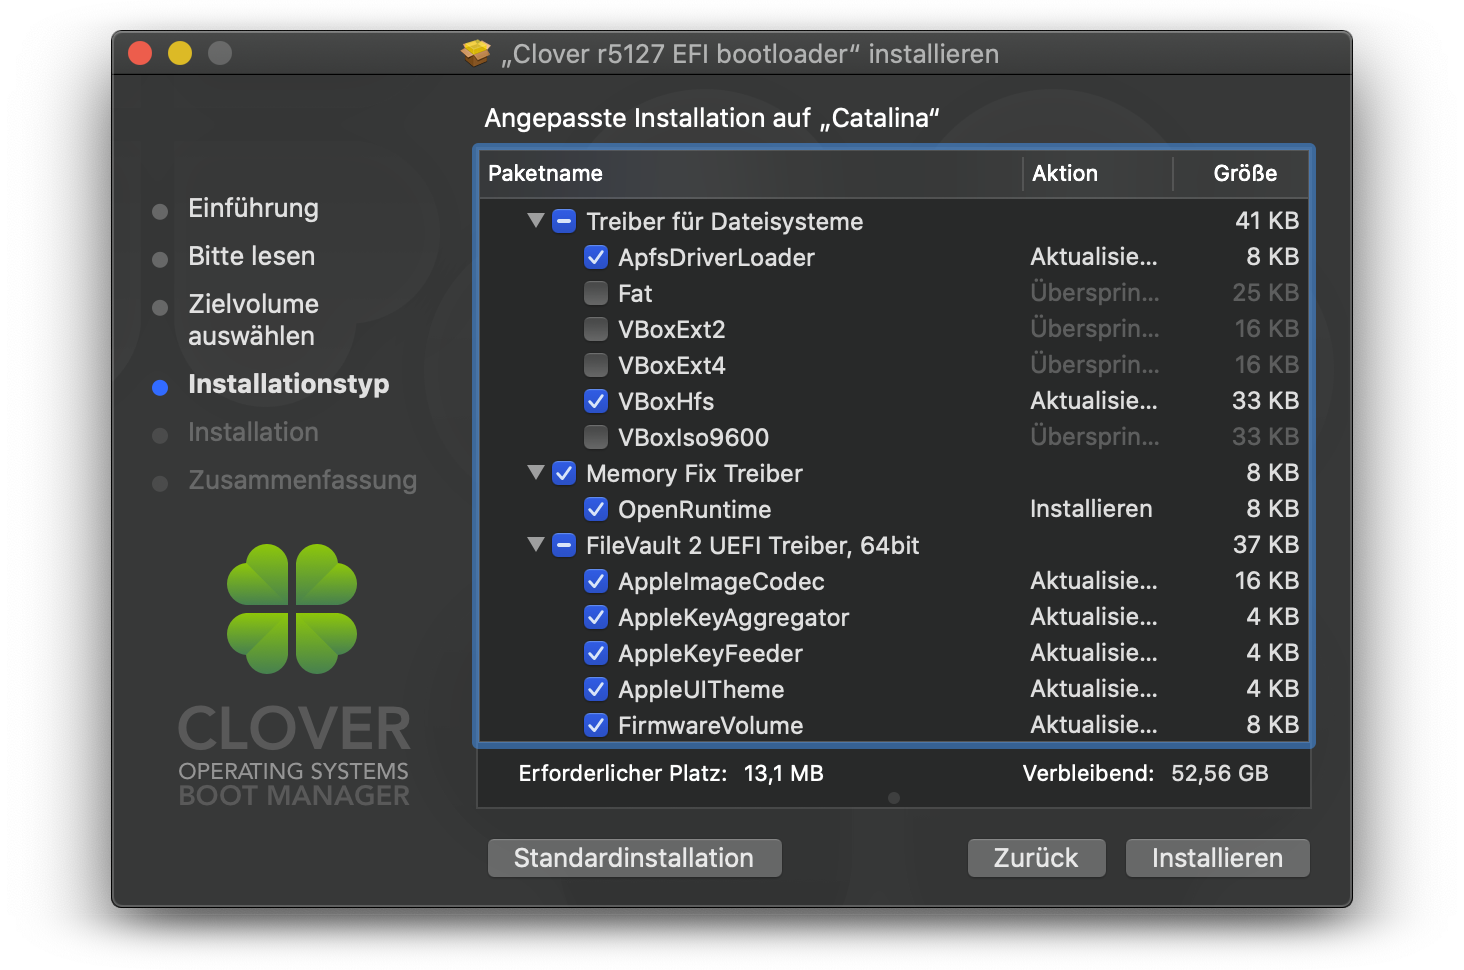 „Clover r5127 EFI bootloader“ installieren
Angepasste Installation auf „Catalina“
Einführung
Bitte lesen
Zielvolume
auswählen
Installationstyp
Installation
Zusammenfassung
CLOVER
OPERATING SYSTEMS
BOOT MANAGER
Paketname Aktion Größe
Treiber für Dateisysteme 41 KB
ApfsDriverLoader Aktualisie... 8 KB
Fat Übersprin... 25 KB
VBoxExt2 Übersprin... 16 KB
VBoxExt4 Übersprin... 16 KB
VBoxHfs Aktualisie... 33 KB
VBoxIso9600 Übersprin... 33 KB
Memory Fix Treiber 8 KB
OpenRuntime Installieren 8 KB
FileVault 2 UEFI Treiber, 64bit 37 KB
AppleImageCodec Aktualisie... 16 KB
AppleKeyAggregator Aktualisie... 4 KB
AppleKeyFeeder Aktualisie... 4 KB
AppleUITheme Aktualisie... 4 KB
FirmwareVolume Aktualisie... 8 KB
Erforderlicher Platz: 13,1 MB Verbleibend: 52,56 GB
Standardinstallation Zurück Installieren